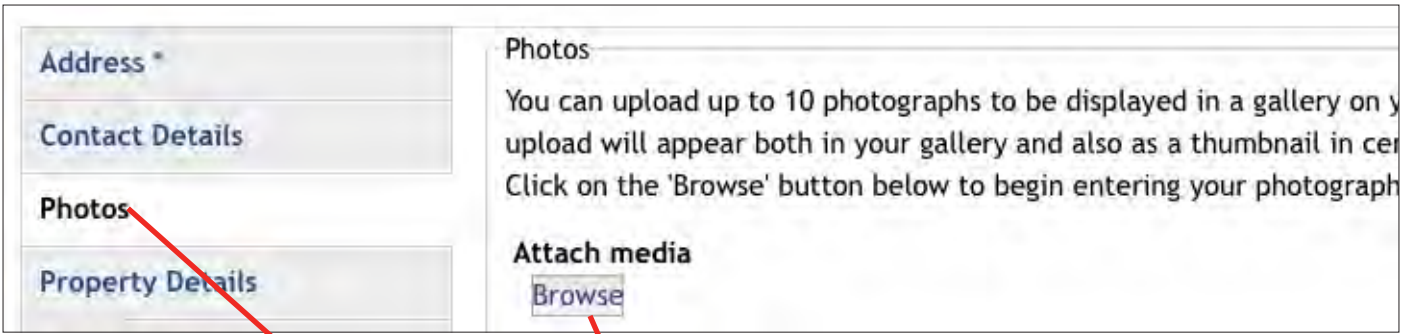 Address *
Contact Details
Photos
Property Details
Photos
You can upload up to 10 photographs to be displayed in a gallery on y
upload will appear both in your gallery and also as a thumbnail in cer
Click on the 'Browse' button below to begin entering your photograph
Attach media
Browse